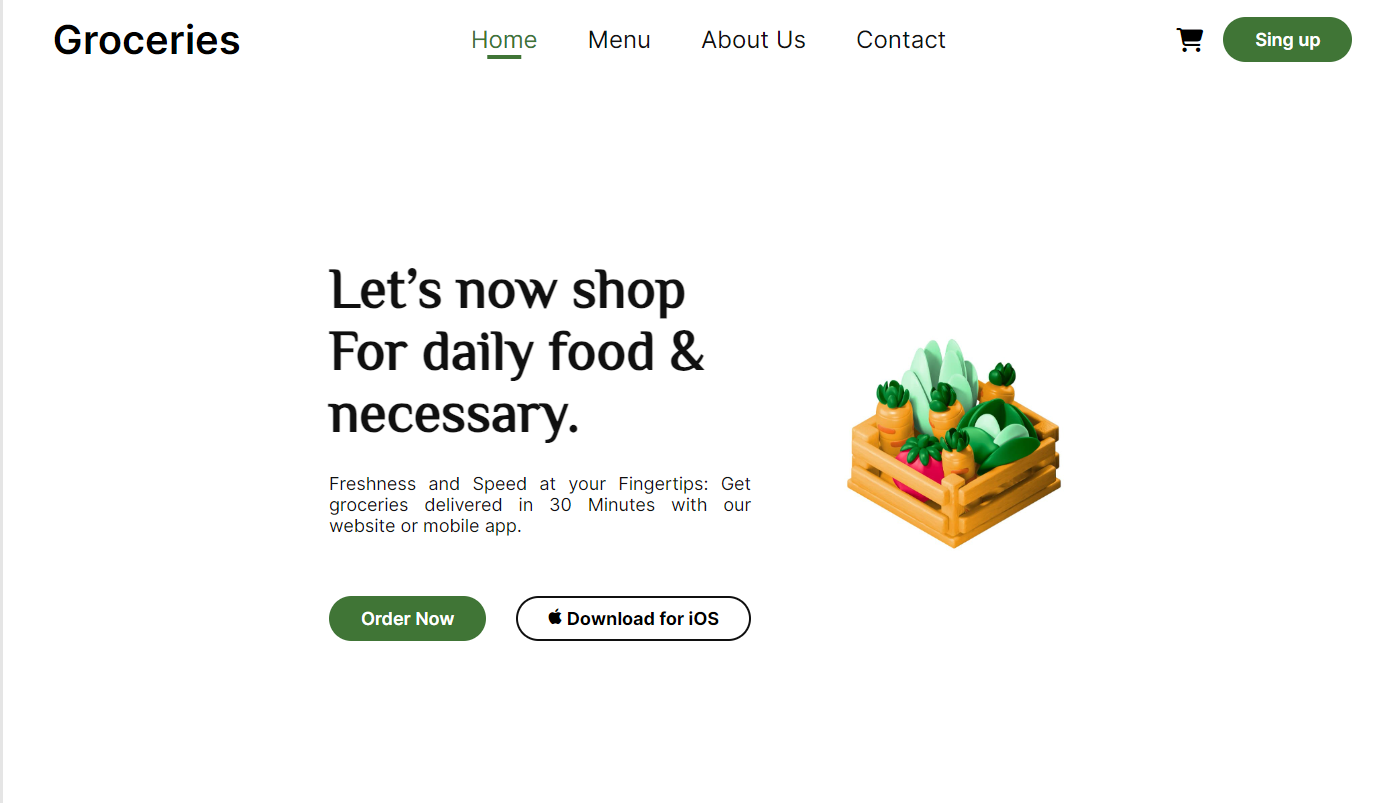 Groceries
Home Menu About Us Contact
Sing up
Let’s now shop
For daily food &
necessary.
Freshness and Speed at your Fingertips: Get
groceries delivered in 30 Minutes with our
website or mobile app.
Order Now
Download for iOS